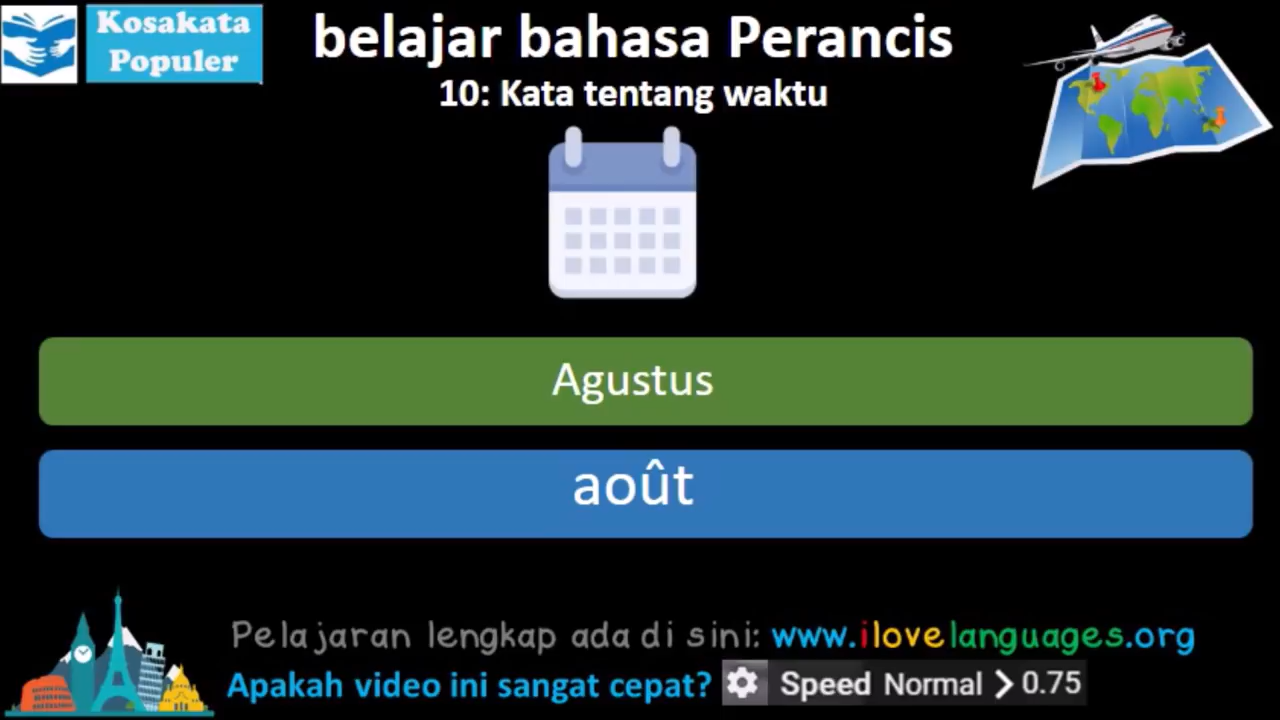 Kosakata
Populer
belajar bahasa Perancis
10: Kata tentang waktu
Agustus
août
Pelajaran lengkap ada di sini: www.ilovelanguages.org
Apakah video ini sangat cepat? Speed Normal > 0.75